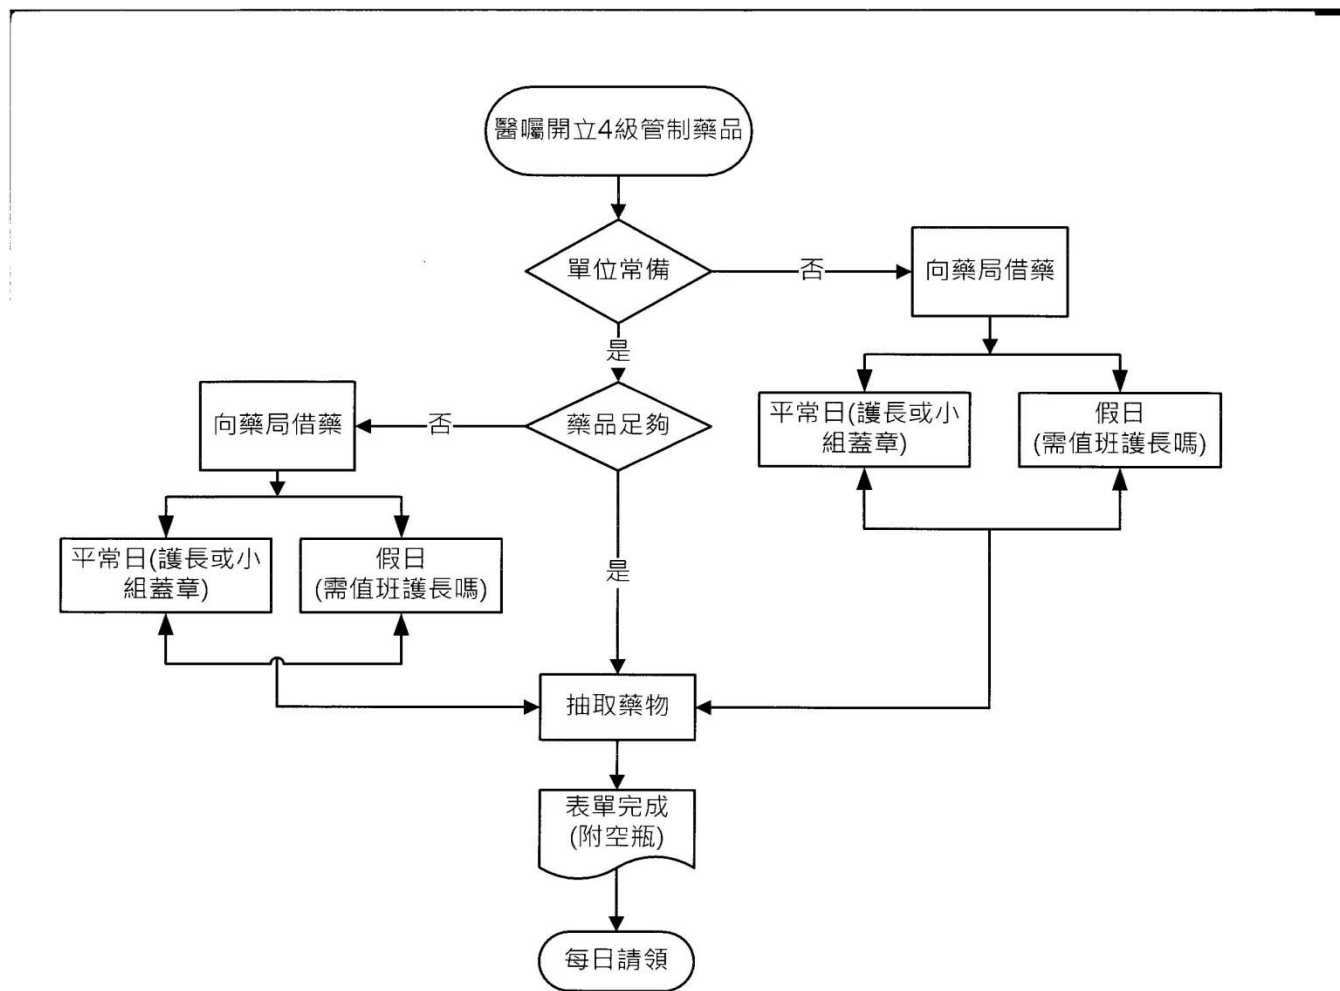 醫囑開立4級管制藥品
單位常備
否
向藥局借藥
是
平常日(護長或小
組蓋章)
假日
(需值班護長嗎)
向藥局借藥
否
藥品足夠
平常日(護長或小
組蓋章)
假日
(需值班護長嗎)
是
抽取藥物
表單完成
(附空瓶)
每日請領